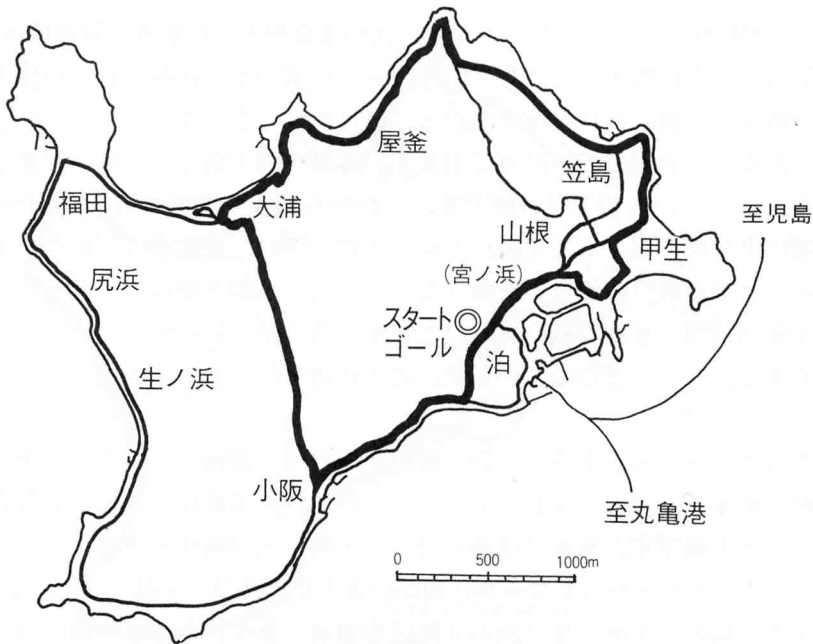 屋釜
笠島
福田
大浦
山根
至児島
甲生
尻浜
(宮ノ浜)
スタート
ゴール
泊
生ノ浜
小阪
至丸亀港
0 500 1000m